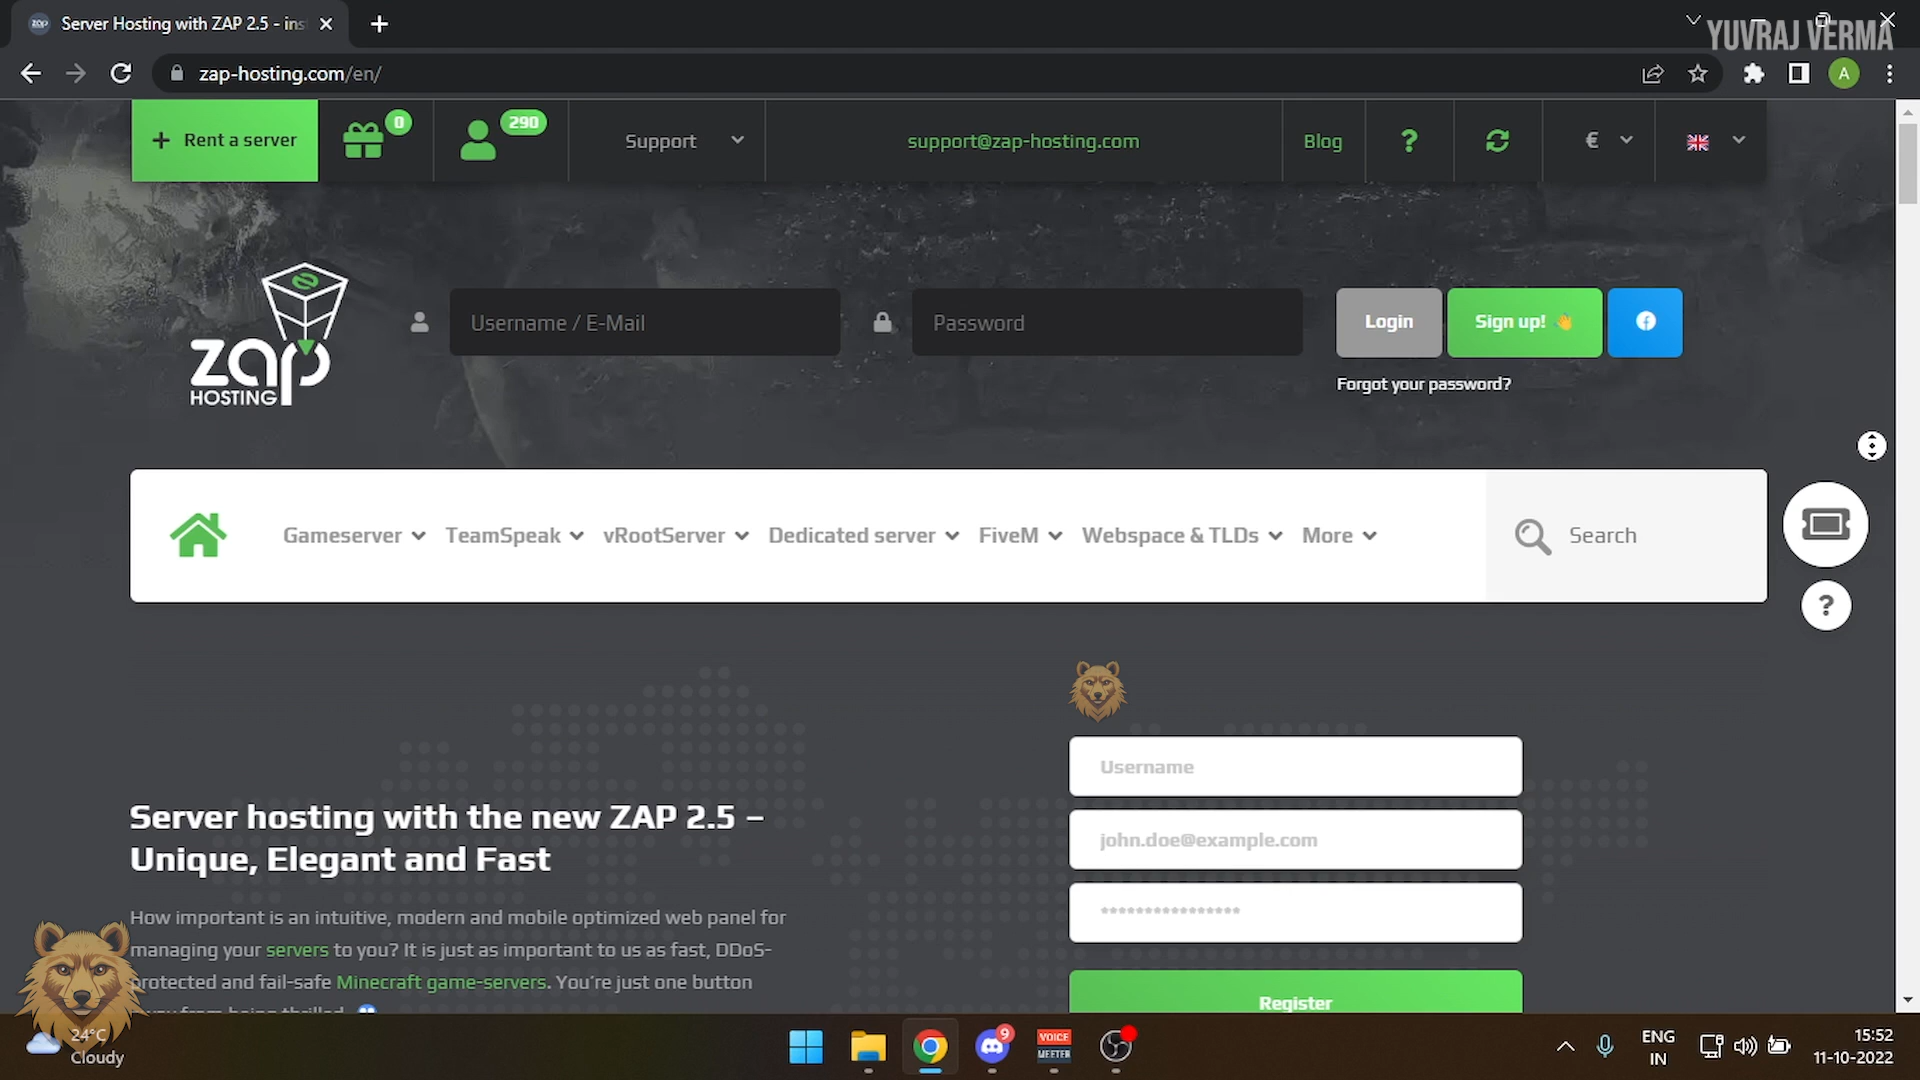 Server Hosting with ZAP 2.5 - ins
YUVRAJ VERMA
zap-hosting.com/en/
A
Rent a server
0
290
Support
support@zap-hosting.com
Blog
?
€
zap
HOSTING
Username / E-Mail
Password
Login
Sign up! 👋
Forgot your password?
Gameserver
TeamSpeak
vRootServer
Dedicated server
FiveM
Webspace & TLDs
More
Search
?
Username
john.doe@example.com
*****************
Register
Server hosting with the new ZAP 2.5 –
Unique, Elegant and Fast
How important is an intuitive, modern and mobile optimized web panel for
managing your servers to you? It is just as important to us as fast, DDoS-
protected and fail-safe Minecraft game-servers. You're just one button
24°C
Cloudy
9
VOICE
MEETER
ENG
IN
15:52
11-10-2022